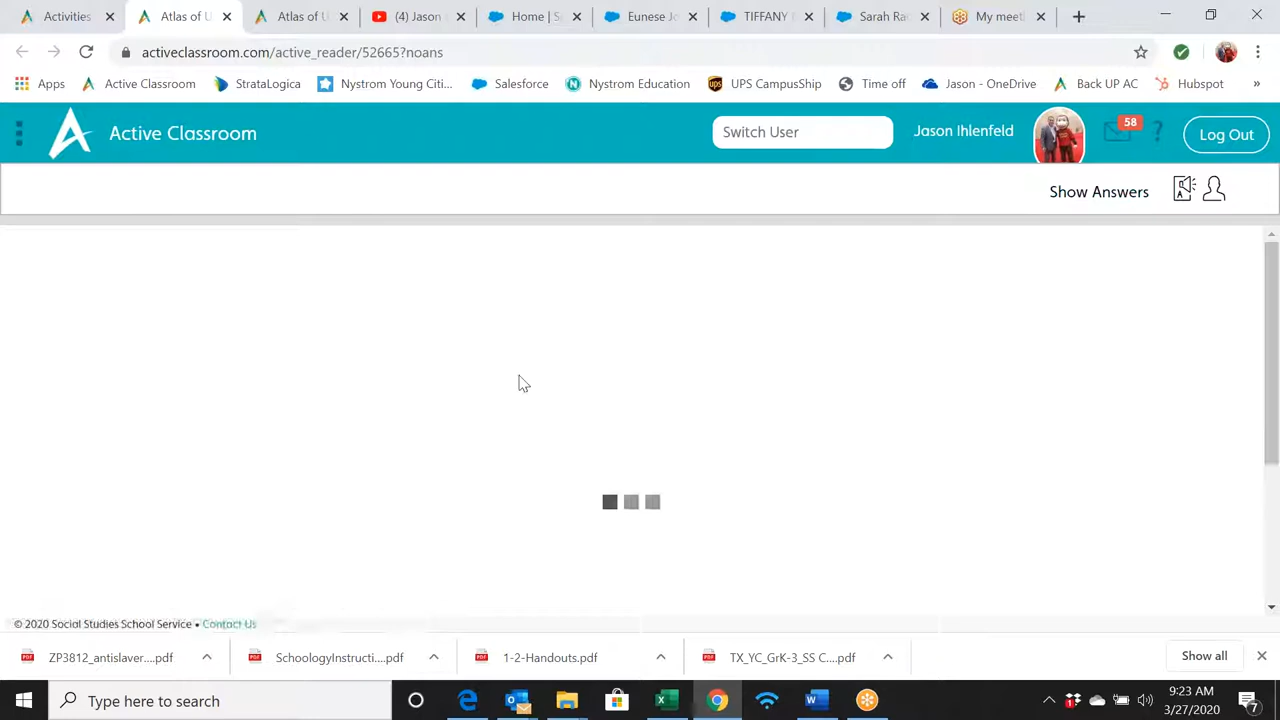 Activities
Atlas of U
Atlas of U
(4) Jason
Home | S
Eunese Jo
TIFFANY
Sarah Ra
My meeti
activeclassroom.com/active_reader/52665?noans
Apps
Active Classroom
StrataLogica
Nystrom Young Citi...
Salesforce
Nystrom Education
UPS CampusShip
Time off
Jason - OneDrive
Back UP AC
Hubspot
»
Active Classroom
Switch User
Jason Ihlenfeld
58
?
Log Out
Show Answers
A
© 2020 Social Studies School Service • Contact Us
ZP3812_antislaver....pdf
SchoologyInstructi....pdf
1-2-Handouts.pdf
TX_YC_GrK-3_SS C....pdf
Show all
Type here to search
9:23 AM
3/27/2020
7